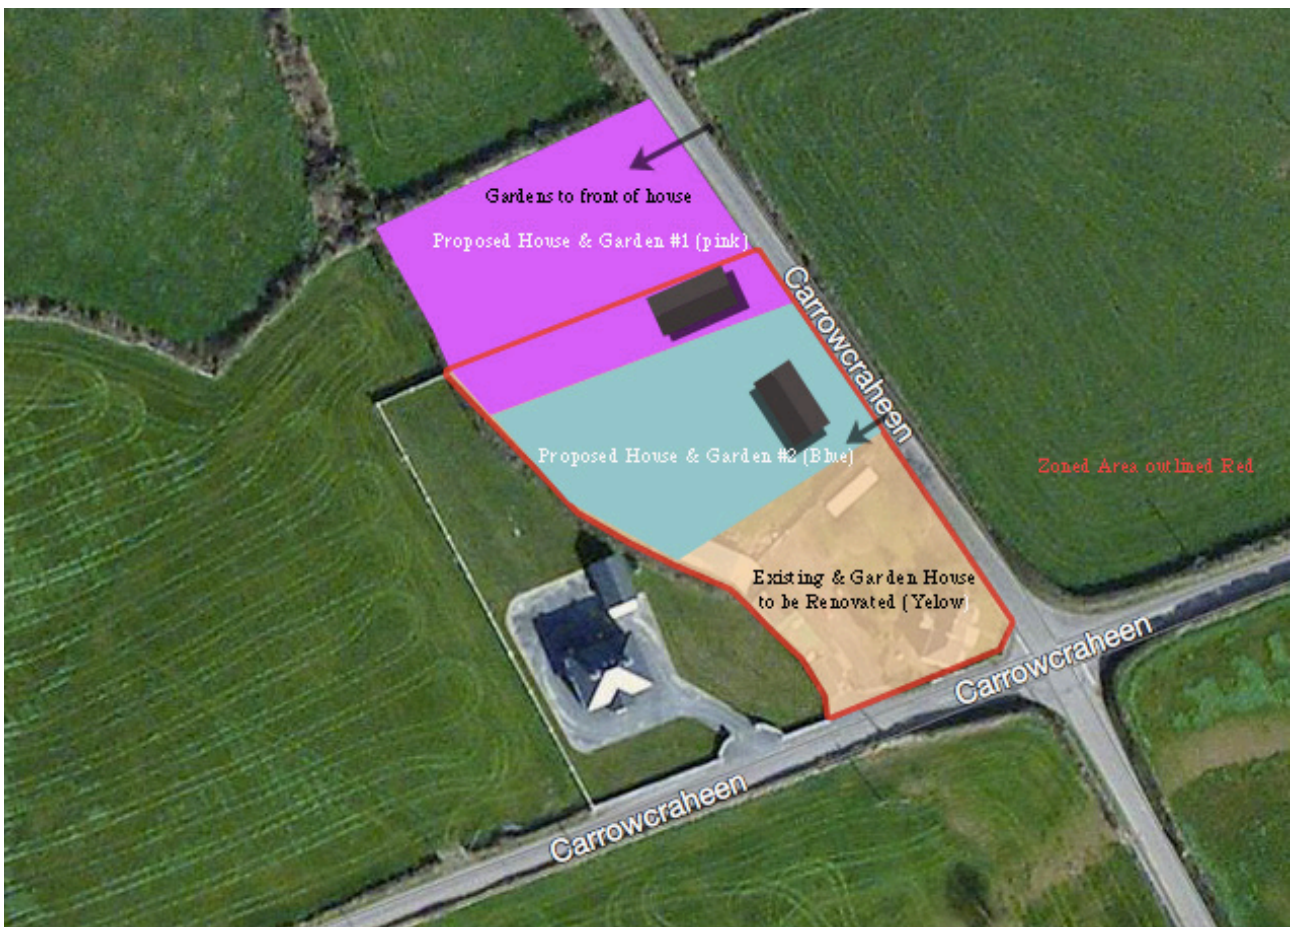 Gardens to front of house
Proposed House & Garden #1 (pink)
Carrowcraheen
Proposed House & Garden #2 (Blue)
Zoned Area outlined Red
Existing & Garden House
to be Renovated (Yelow)
Carrowcraheen
Carrowcraheen